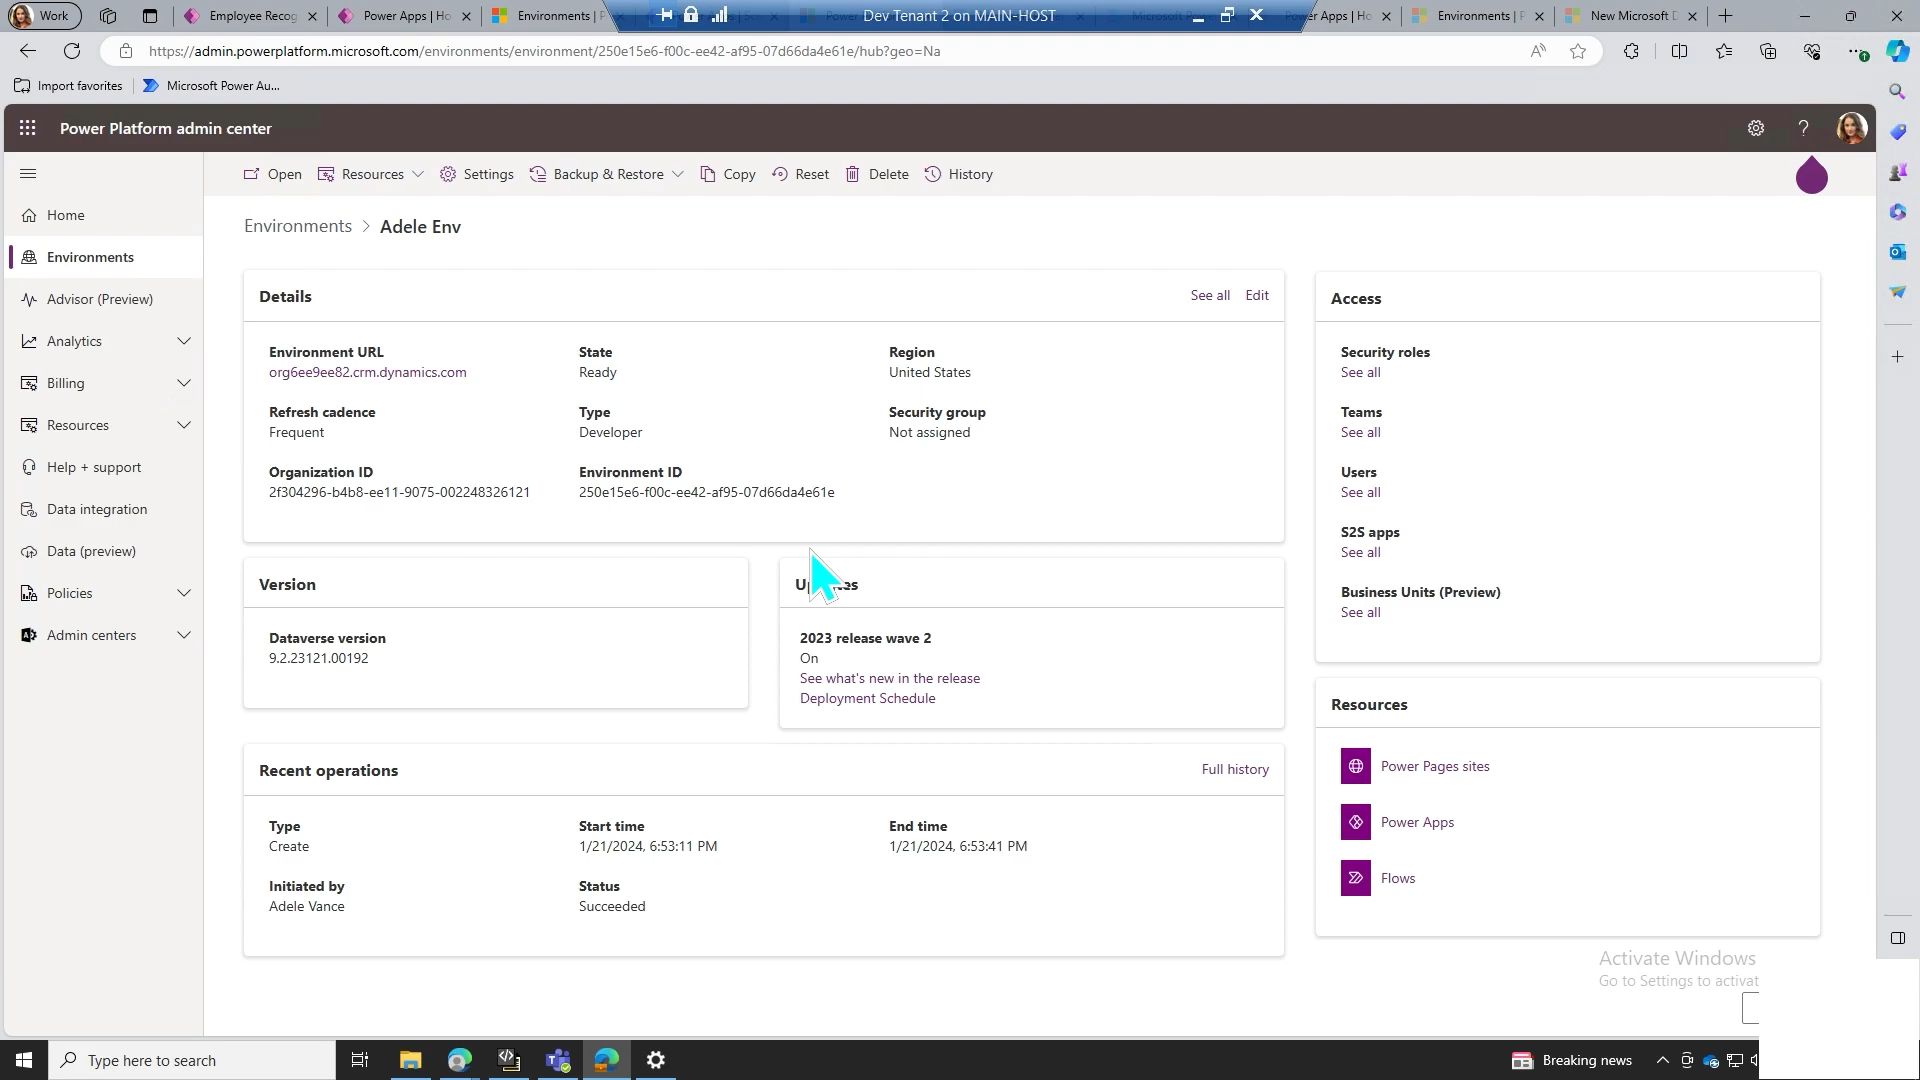 Work
Employee Recog
Power Apps | Ho
Environments | P
Dev Tenant 2 on MAIN-HOST
Environments | P
New Microsoft D
https://admin.powerplatform.microsoft.com/environments/environment/250e15e6-f00c-ee42-af95-07d66da4e61e/hub?geo=Na
Import favorites
Microsoft Power Au...
Power Platform admin center
?
Open
Resources
Settings
Backup & Restore
Copy
Reset
Delete
History
Home
Environments
Advisor (Preview)
Analytics
Billing
Resources
Help + support
Data integration
Data (preview)
Policies
Admin centers
Environments > Adele Env
Details
See all
Edit
Environment URL
org6ee9ee82.crm.dynamics.com
State
Ready
Region
United States
Refresh cadence
Frequent
Type
Developer
Security group
Not assigned
Organization ID
2f304296-b4b8-ee11-9075-002248326121
Environment ID
250e15e6-f00c-ee42-af95-07d66da4e61e
Version
Dataverse version
9.2.23121.00192
2023 release wave 2
On
See what's new in the release
Deployment Schedule
Recent operations
Full history
Type
Create
Start time
1/21/2024, 6:53:11 PM
End time
1/21/2024, 6:53:41 PM
Initiated by
Adele Vance
Status
Succeeded
Access
Security roles
See all
Teams
See all
Users
See all
S2S apps
See all
Business Units (Preview)
See all
Resources
Power Pages sites
Power Apps
Flows
Activate Windows
Go to Settings to activat
Type here to search
Breaking news